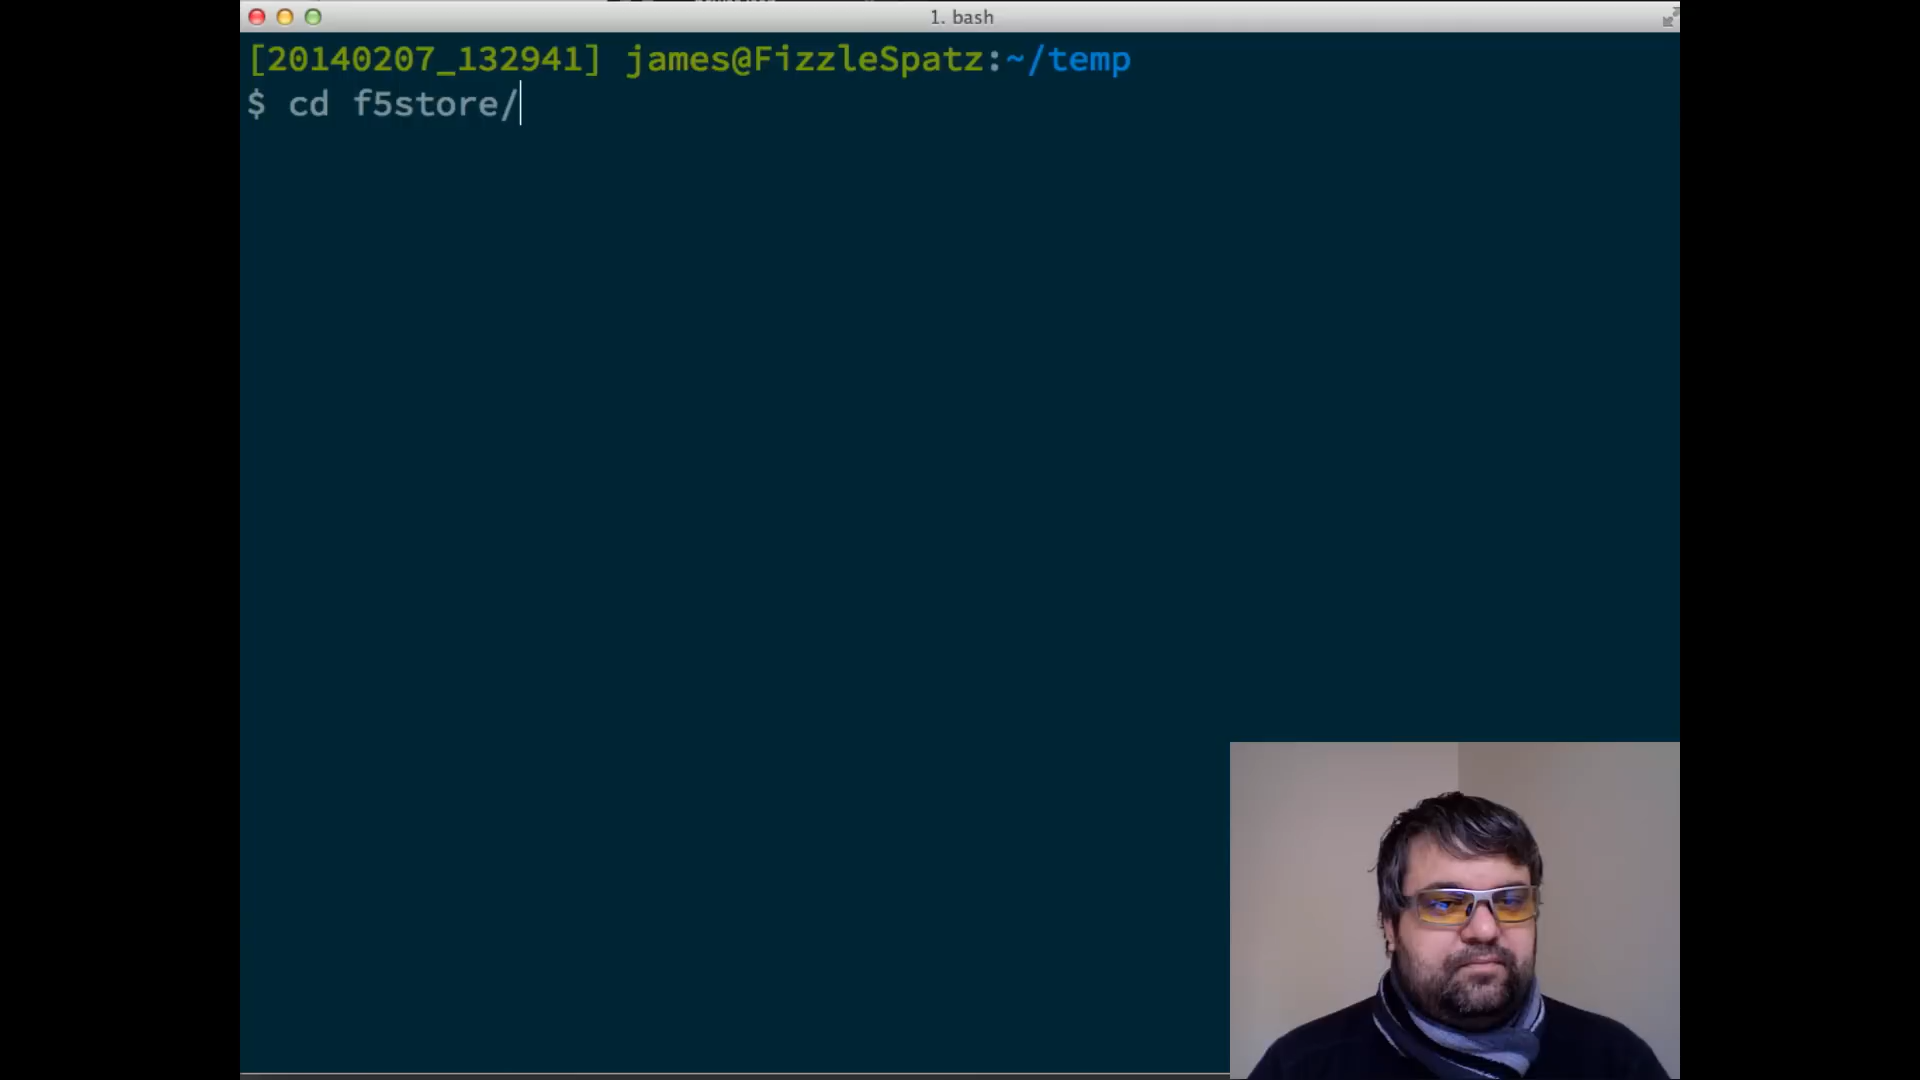 1. bash
[20140207_132941] james@FizzleSpatz:~/temp
$ cd f5store/